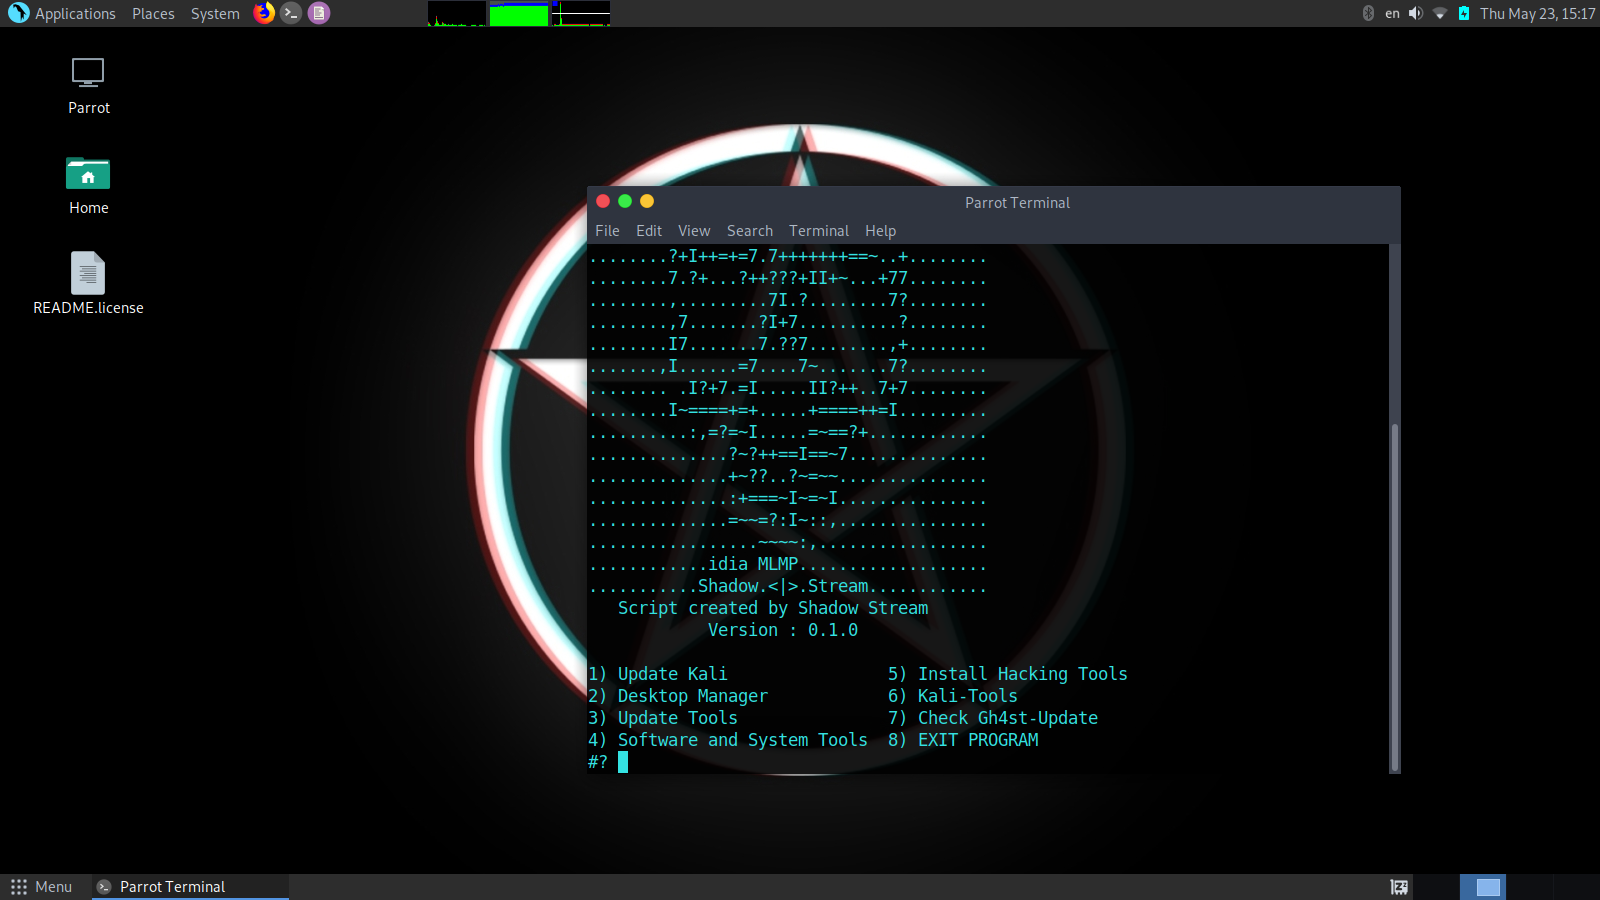 Applications Places System en Thu May 23, 15:17
Parrot
Home
README.license
Parrot Terminal
File Edit View Search Terminal Help
........?+I++=+=7.7+++++++==~..+........
........7.?+...?++???+II+~...+77........
........,.........7I.?........7?........
........,7.......?I+7..........?........
........I7.......7.??7........,+........
.......,I......=7....7~.......7?........
........ .I?+7.=I.....II?++..7+7........
........I~====+=+.....+====++=I.........
..........:,=?=~I.....=~==?+............
..............?~?++==I==~7..............
..............+~??..?~=~~...............
..............:+===~I~=~I...............
..............=~~=?:I~::,...............
.................~~~~:,.................
............idia MLMP...................
...........Shadow.<|>.Stream............
Script created by Shadow Stream
Version : 0.1.0
1) Update Kali 5) Install Hacking Tools
2) Desktop Manager 6) Kali-Tools
3) Update Tools 7) Check Gh4st-Update
4) Software and System Tools 8) EXIT PROGRAM
#?
Menu Parrot Terminal